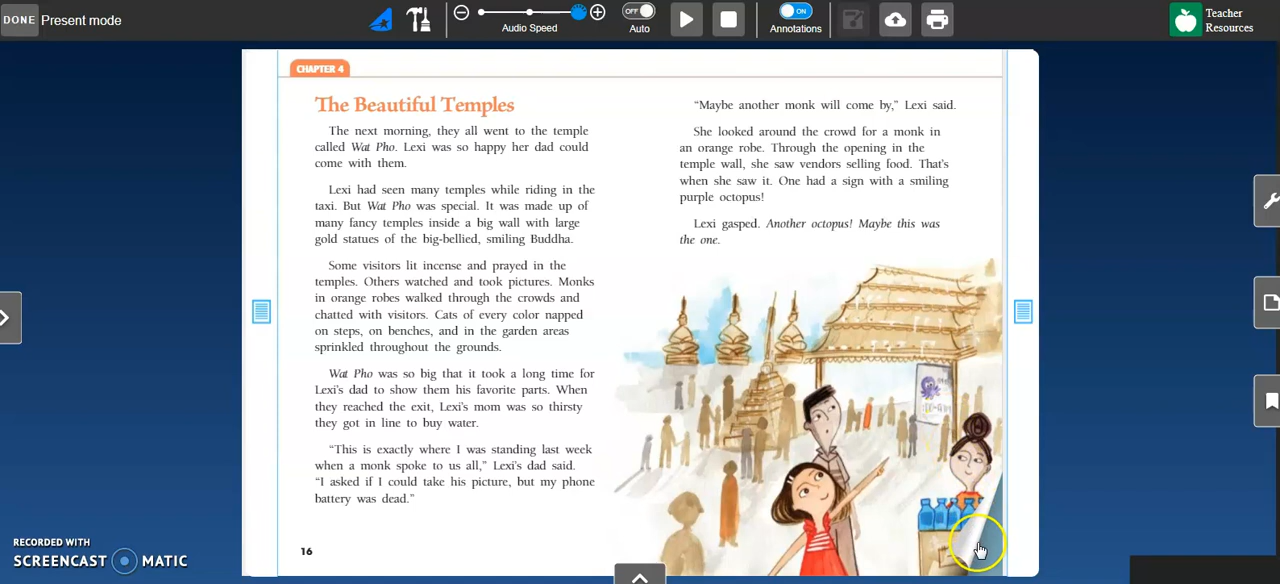 DONE Present mode
Audio Speed
OFF
Auto
ON
Annotations
Teacher
Resources
CHAPTER 4
The Beautiful Temples
The next morning, they all went to the temple
called Wat Pho. Lexi was so happy her dad could
come with them.
Lexi had seen many temples while riding in the
taxi. But Wat Pho was special. It was made up of
many fancy temples inside a big wall with large
gold statues of the big-bellied, smiling Buddha.
Some visitors lit incense and prayed in the
temples. Others watched and took pictures. Monks
in orange robes walked through the crowds and
chatted with visitors. Cats of every color napped
on steps, on benches, and in the garden areas
sprinkled throughout the grounds.
Wat Pho was so big that it took a long time for
Lexi's dad to show them his favorite parts. When
they reached the exit, Lexi's mom was so thirsty
they got in line to buy water.
"This is exactly where I was standing last week
when a monk spoke to us all," Lexi's dad said.
"I asked if I could take his picture, but my phone
battery was dead."
16
"Maybe another monk will come by," Lexi said.
She looked around the crowd for a monk in
an orange robe. Through the opening in the
temple wall, she saw vendors selling food. That's
when she saw it. One had a sign with a smiling
purple octopus!
Lexi gasped. Another octopus! Maybe this was
the one.
RECORDED WITH
SCREENCAST MATIC